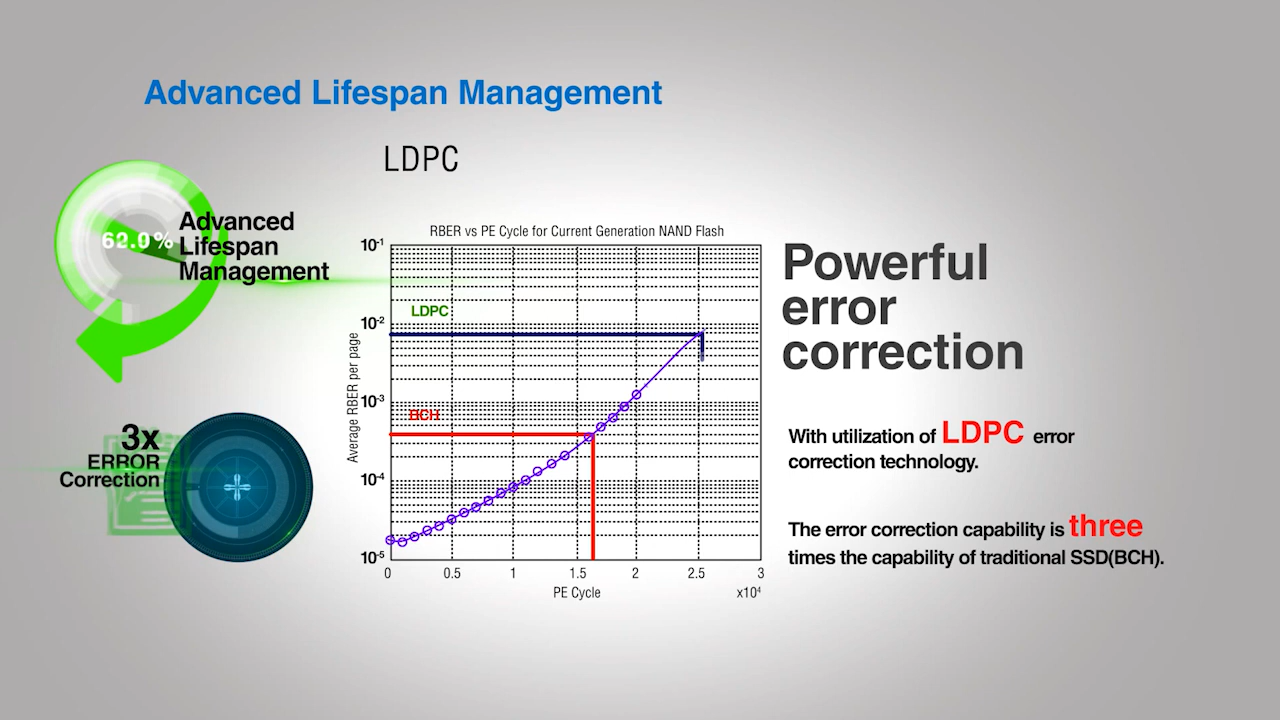 Advanced Lifespan Management
LDPC
Advanced
Lifespan
Management
3x
ERROR
Correction
RBER vs PE Cycle for Current Generation NAND Flash
Average RBER per page
10-1
10-2
10-3
10-4
10-5
LDPC
BCH
0 0.5 1 1.5 2 2.5 3
PE Cycle x104
Powerful
error
correction
With utilization of LDPC error
correction technology.
The error correction capability is three
times the capability of traditional SSD(BCH).